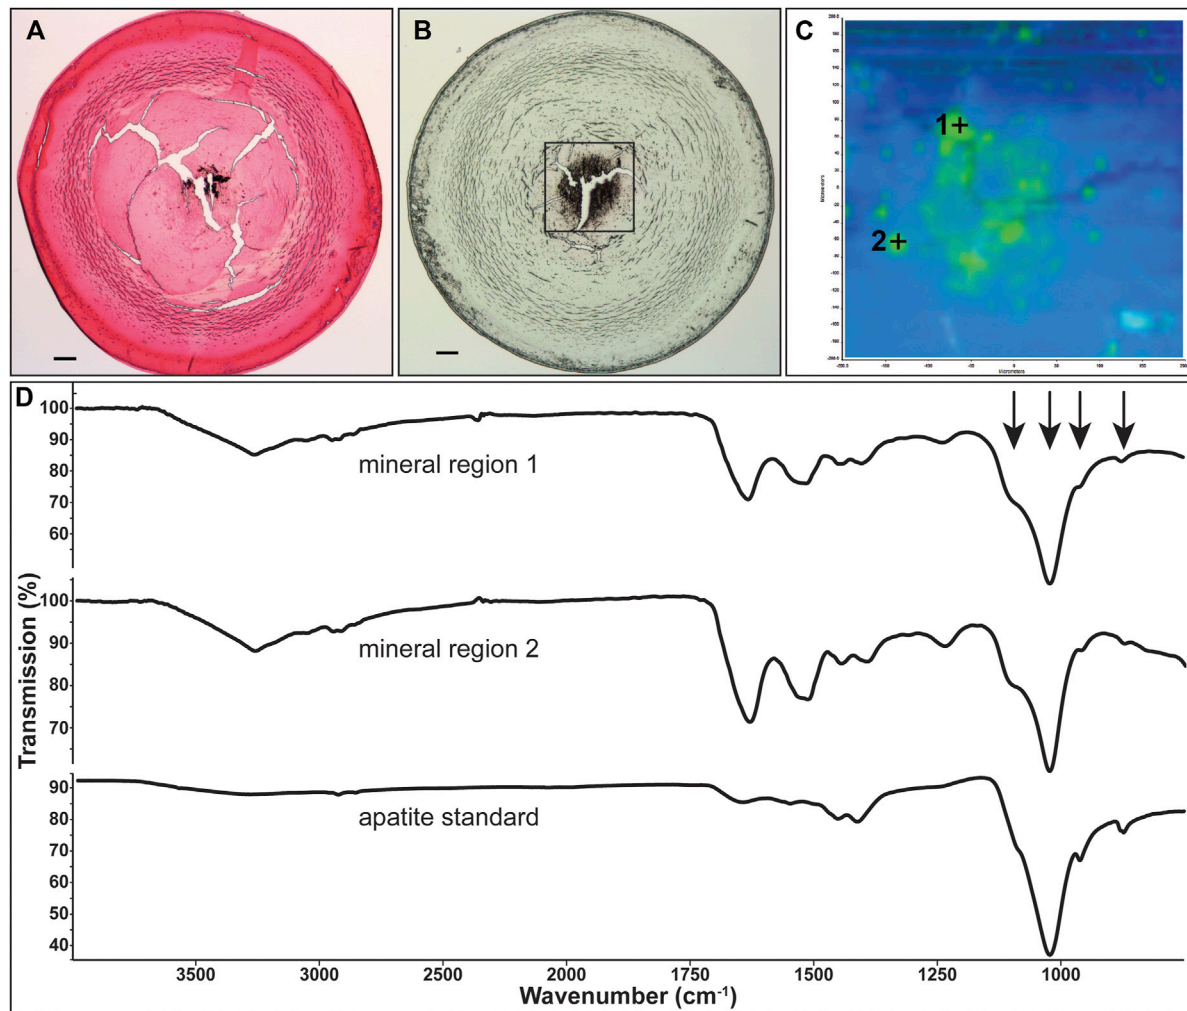 A
B
C
1+
2+
D
100
90
80
70
60
mineral region 1
100
90
80
70
mineral region 2
90
80
70
60
50
40
apatite standard
Transmission (%)
3500 3000 2500 2000 1750 1500 1250 1000
Wavenumber (cm⁻¹)